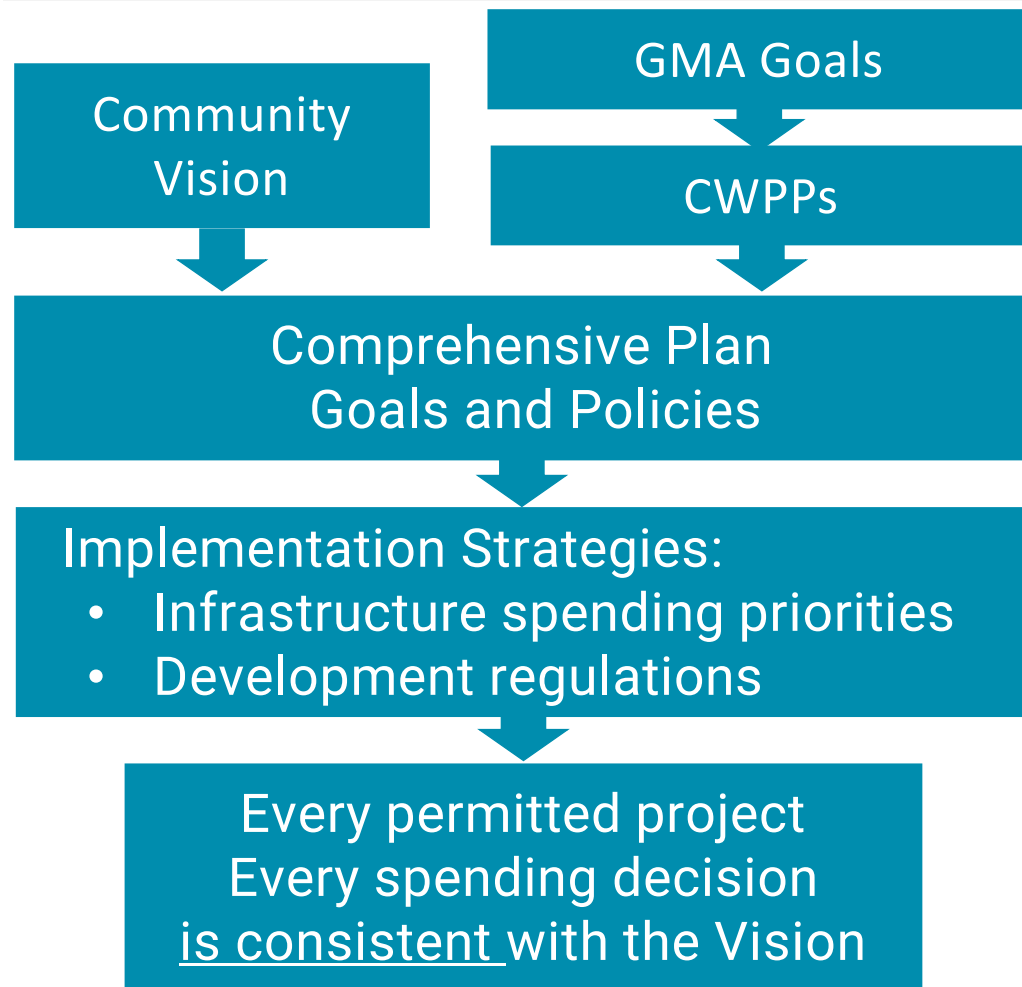 Community
Vision
GMA Goals
CWPPs
Comprehensive Plan
Goals and Policies
Implementation Strategies:
• Infrastructure spending priorities
• Development regulations
Every permitted project
Every spending decision
is consistent with the Vision